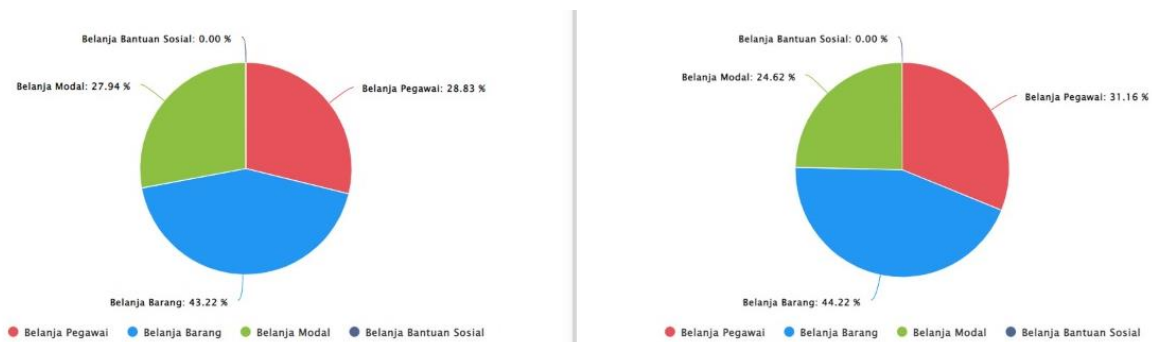 Belanja Bantuan Sosial: 0.00 %
Belanja Modal: 27.94 %
Belanja Pegawai: 28.83 %
Belanja Barang: 43.22 %
Belanja Pegawai
Belanja Barang
Belanja Modal
Belanja Bantuan Sosial
Belanja Bantuan Sosial: 0.00 %
Belanja Modal: 24.62 %
Belanja Pegawai: 31.16 %
Belanja Barang: 44.22 %
Belanja Pegawai
Belanja Barang
Belanja Modal
Belanja Bantuan Sosial